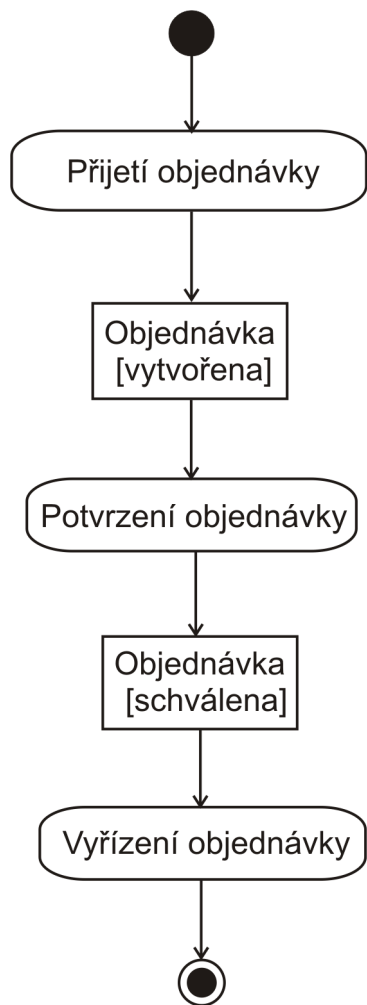 Přijetí objednávky
Objednávka
[vytvořena]
Potvrzení objednávky
Objednávka
[schválena]
Vyřízení objednávky